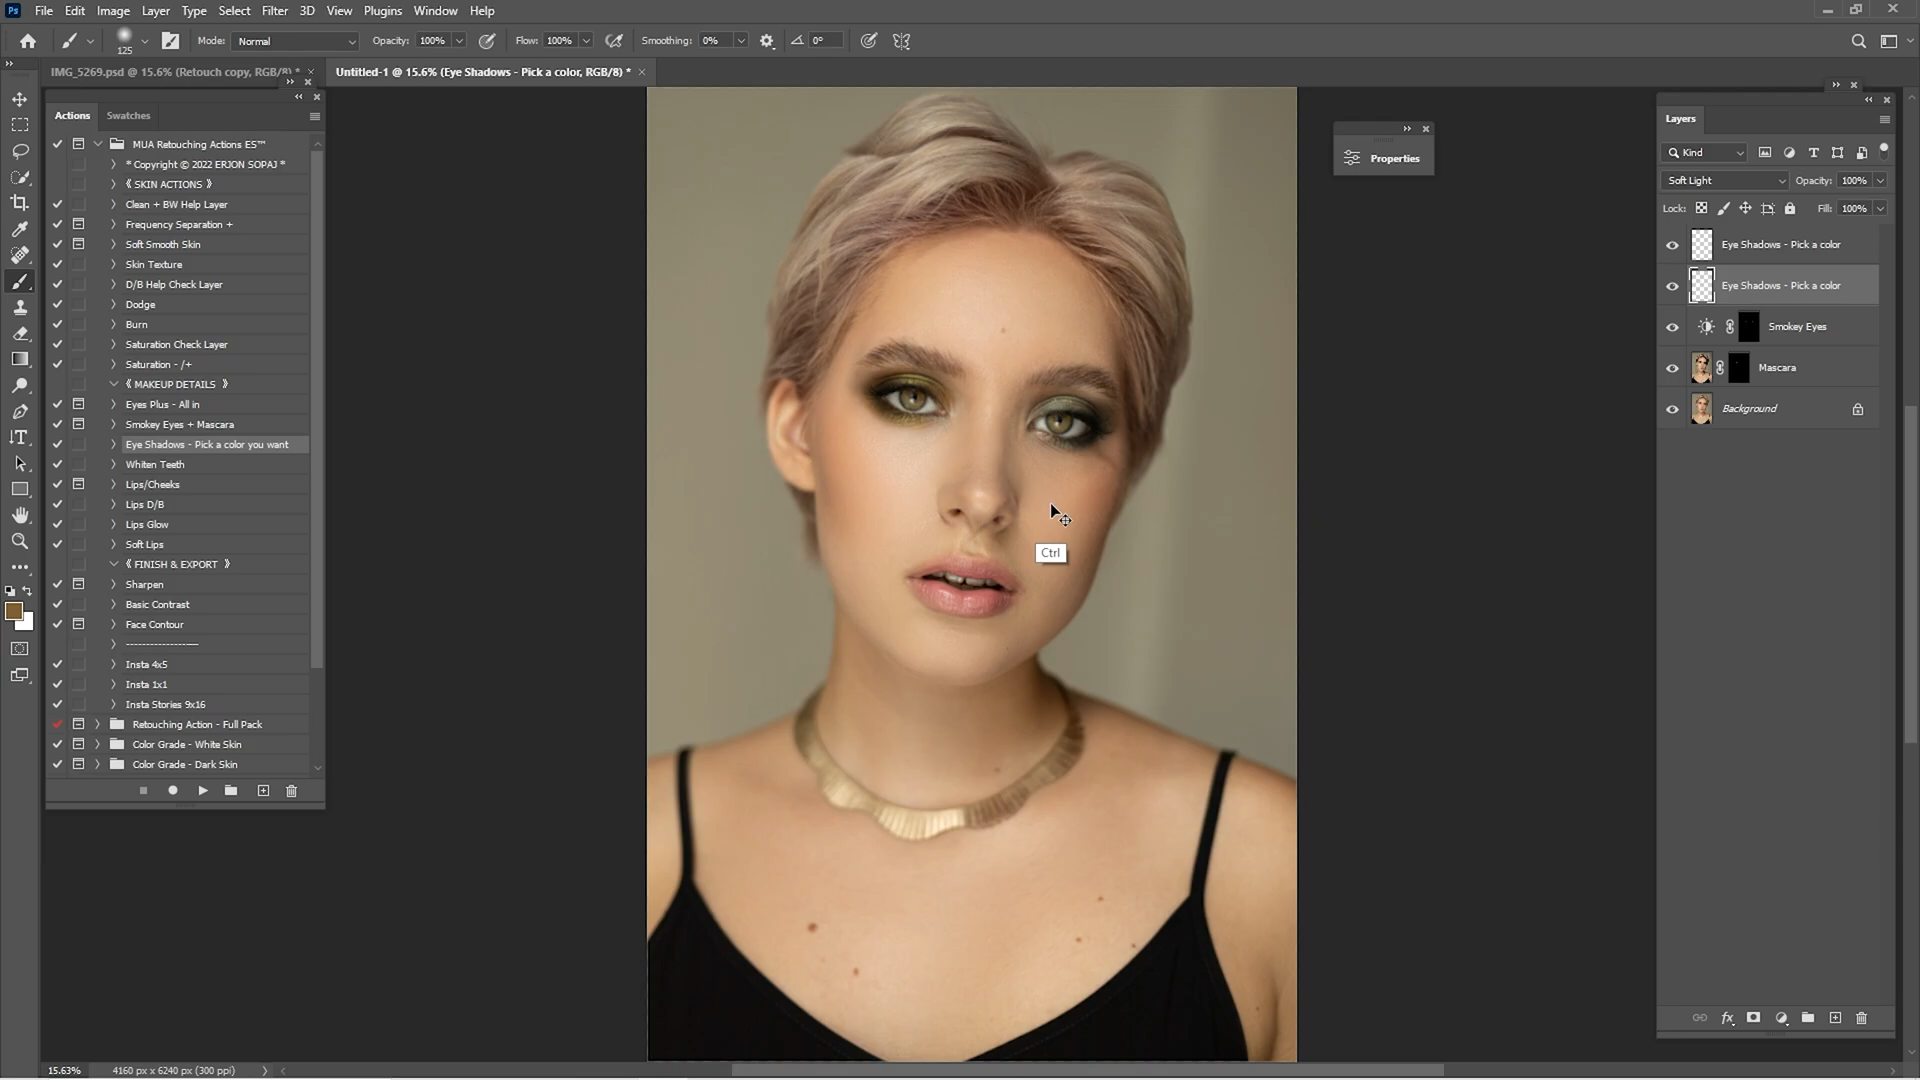 Ps File Edit Image Layer Type Select Filter 3D View Plugins Window Help
125 Mode: Normal Opacity: 100% Flow: 100% Smoothing: 0% 0°
IMG_5269.psd @ 15.6% (Retouch copy, RGB/8) * Untitled-1 @ 15.6% (Eye Shadows - Pick a color, RGB/8) *
Actions Swatches
MUA Retouching Actions ES™
* Copyright © 2022 ERJON SOPAJ *
《 SKIN ACTIONS 》
Clean + BW Help Layer
Frequency Separation +
Soft Smooth Skin
Skin Texture
D/B Help Check Layer
Dodge
Burn
Saturation Check Layer
Saturation - /+
《 MAKEUP DETAILS 》
Eyes Plus - All in
Smokey Eyes + Mascara
Eye Shadows - Pick a color you want
Whiten Teeth
Lips/Cheeks
Lips D/B
Lips Glow
Soft Lips
《 FINISH & EXPORT 》
Sharpen
Basic Contrast
Face Contour
-------------------
Insta 4x5
Insta 1x1
Insta Stories 9x16
Retouching Action - Full Pack
Color Grade - White Skin
Color Grade - Dark Skin
Ctrl
Properties
Layers
Kind
Soft Light Opacity: 100%
Lock: Fill: 100%
Eye Shadows - Pick a color
Eye Shadows - Pick a color
Smokey Eyes
Mascara
Background
fx
15.63% 4160 px x 6240 px (300 ppi)